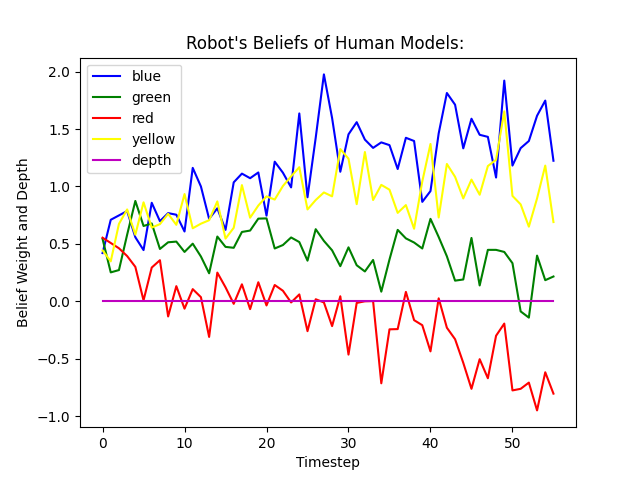 Robot's Beliefs of Human Models:
blue
green
red
yellow
depth
2.0
1.5
1.0
0.5
0.0
−0.5
−1.0
Belief Weight and Depth
0 10 20 30 40 50
Timestep